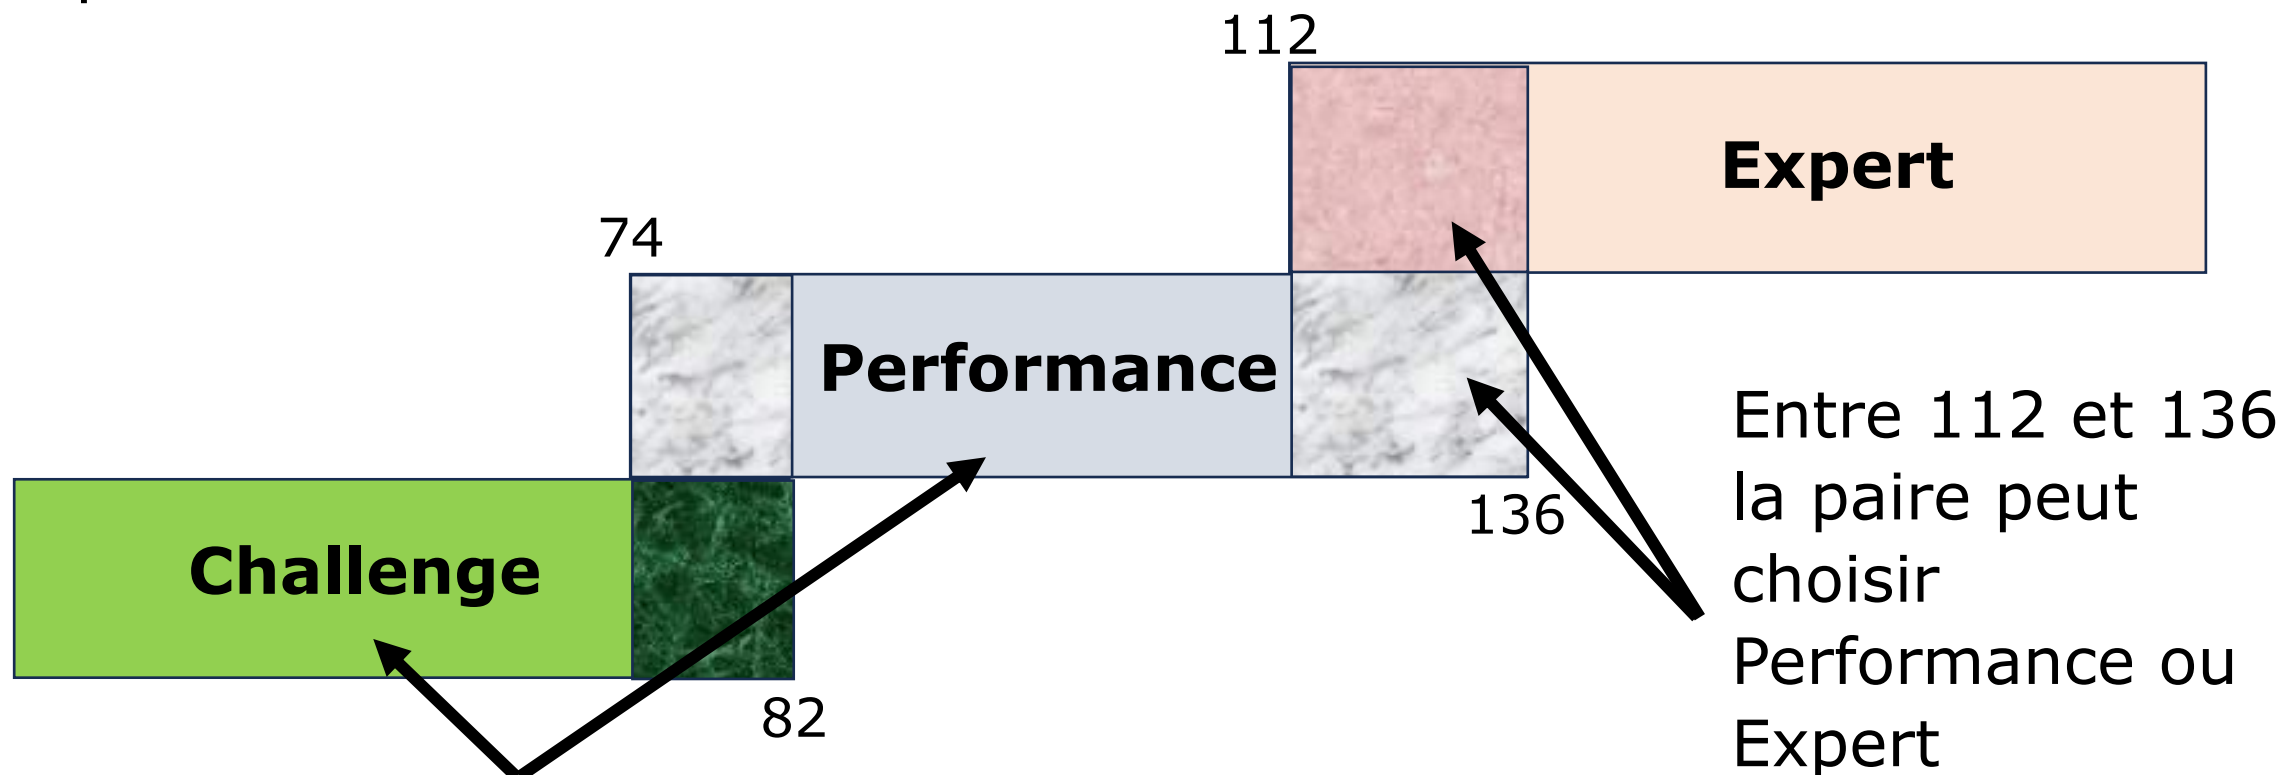 112
Expert
74
Performance
Entre 112 et 136
la paire peut
136
choisir
Challenge
Performance ou
82
Expert